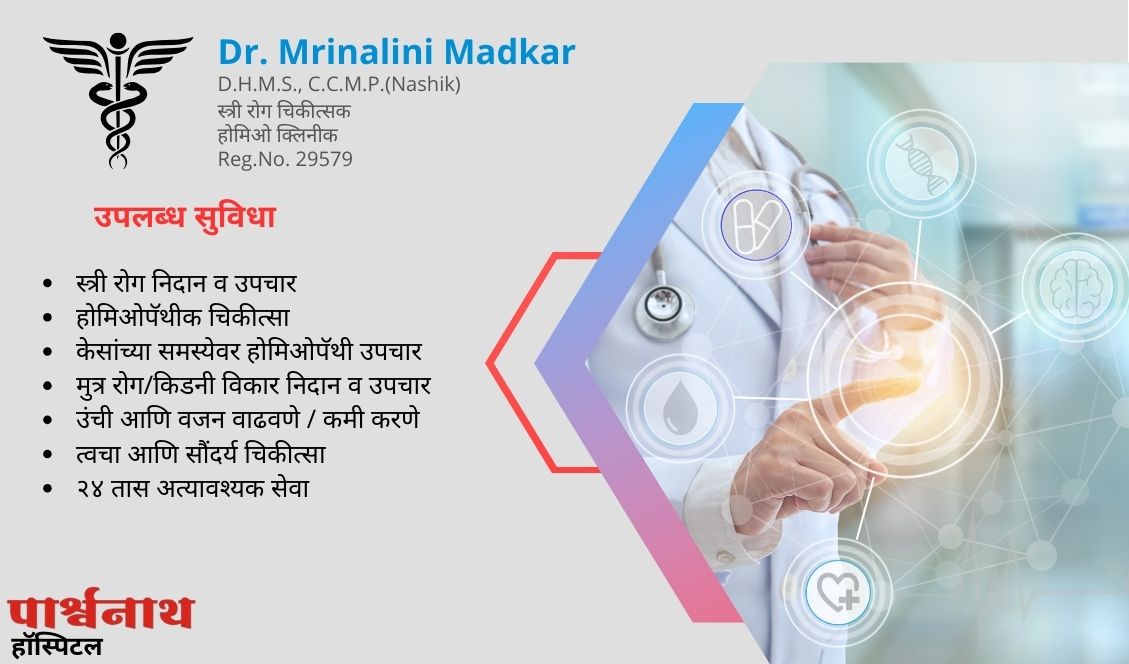 Dr. Mrinalini Madkar
D.H.M.S., C.C.M.P.(Nashik)
स्त्री रोग चिकीत्सक
होमिओ क्लिनीक
Reg.No. 29579
उपलब्ध सुविधा
• स्त्री रोग निदान व उपचार
• होमिओपॅथीक चिकीत्सा
• केसांच्या समस्येवर होमिओपॅथी उपचार
• मुत्र रोग/किडनी विकार निदान व उपचार
• उंची आणि वजन वाढवणे / कमी करणे
• त्वचा आणि सौंदर्य चिकीत्सा
• २४ तास अत्यावश्यक सेवा
पार्श्वनाथ
हॉस्पिटल